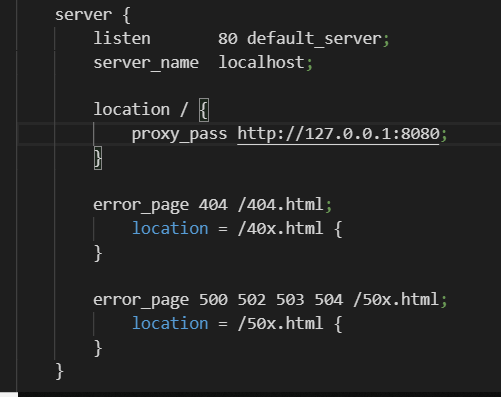 server {
    listen       80 default_server;
    server_name  localhost;
    location / {
        proxy_pass http://127.0.0.1:8080;
    }
    error_page 404 /404.html;
        location = /40x.html {
    }
    error_page 500 502 503 504 /50x.html;
        location = /50x.html {
    }
}